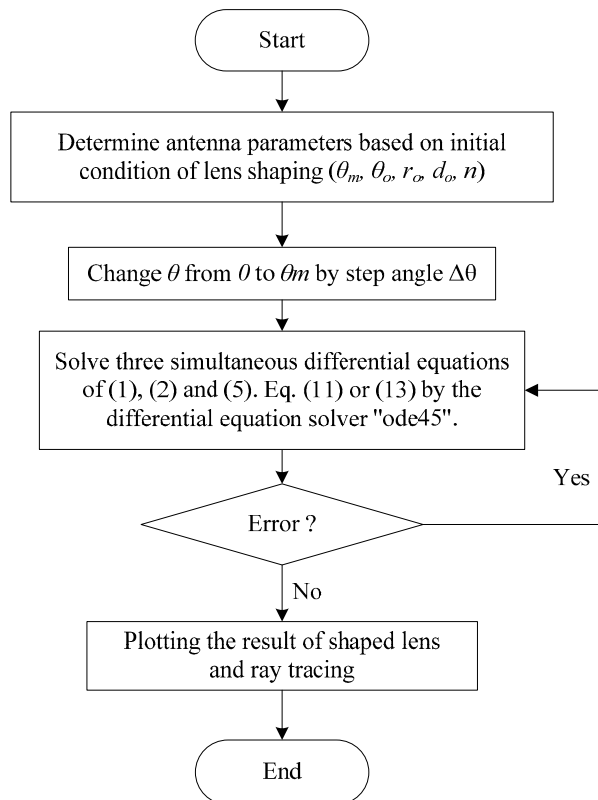 Start
Determine antenna parameters based on initial
condition of lens shaping (θm, θo, ro, do, n)
Change θ from 0 to θm by step angle Δθ
Solve three simultaneous differential equations
of (1), (2) and (5). Eq. (11) or (13) by the
differential equation solver "ode45".
Yes
Error ?
No
Plotting the result of shaped lens
and ray tracing
End